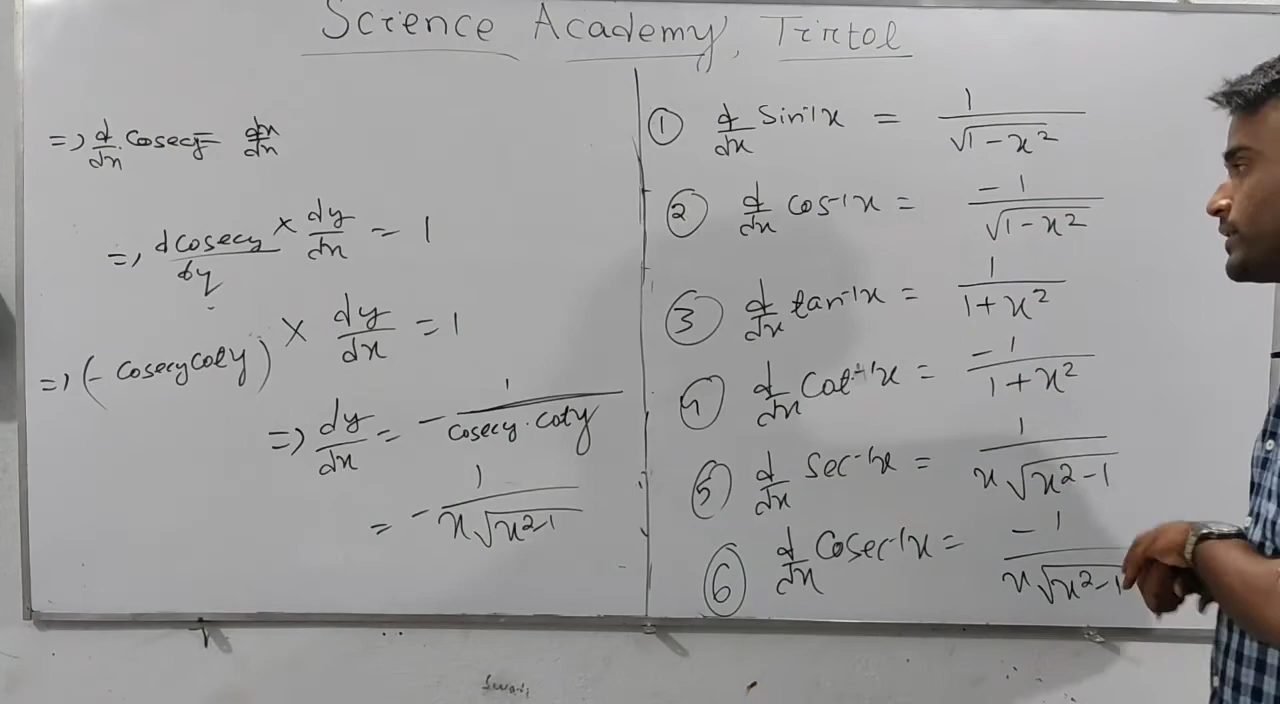 Science Academy, Tirtol
=> d/dx cosecy = dx/dx
=> dcosecy/dy × dy/dx = 1
=> (- cosecy coty) × dy/dx = 1
=> dy/dx = - 1/(cosecy . coty)
= - 1/(x√(x²-1))
① d/dx sin⁻¹x = 1/√(1-x²)
② d/dx cos⁻¹x = -1/√(1-x²)
③ d/dx tan⁻¹x = 1/(1+x²)
④ d/dx cot⁻¹x = -1/(1+x²)
⑤ d/dx sec⁻¹x = 1/(x√(x²-1))
⑥ d/dx cosec⁻¹x = -1/(x√(x²-1